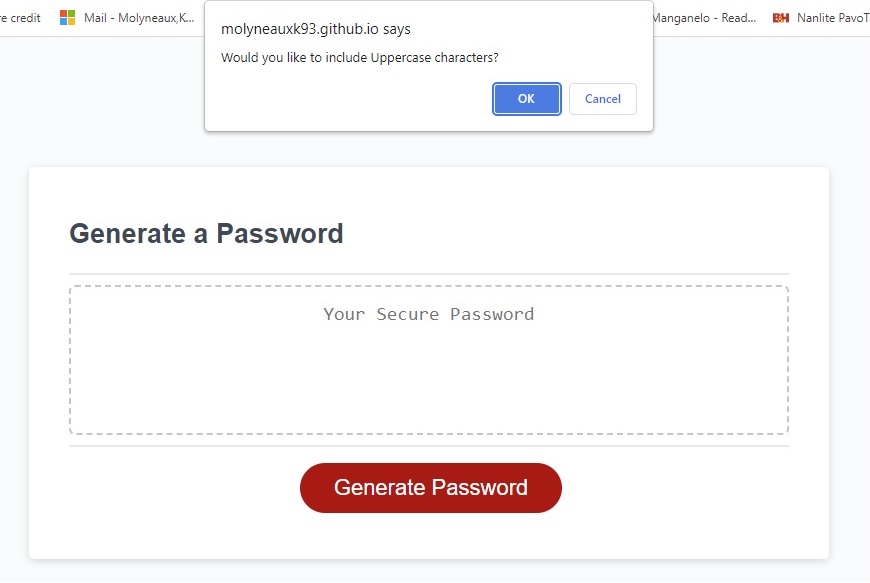 re credit Mail - Molyneaux,K... Manganelo - Read... B&H Nanlite PavoT
molyneauxk93.github.io says
Would you like to include Uppercase characters?
OK Cancel
Generate a Password
Your Secure Password
Generate Password